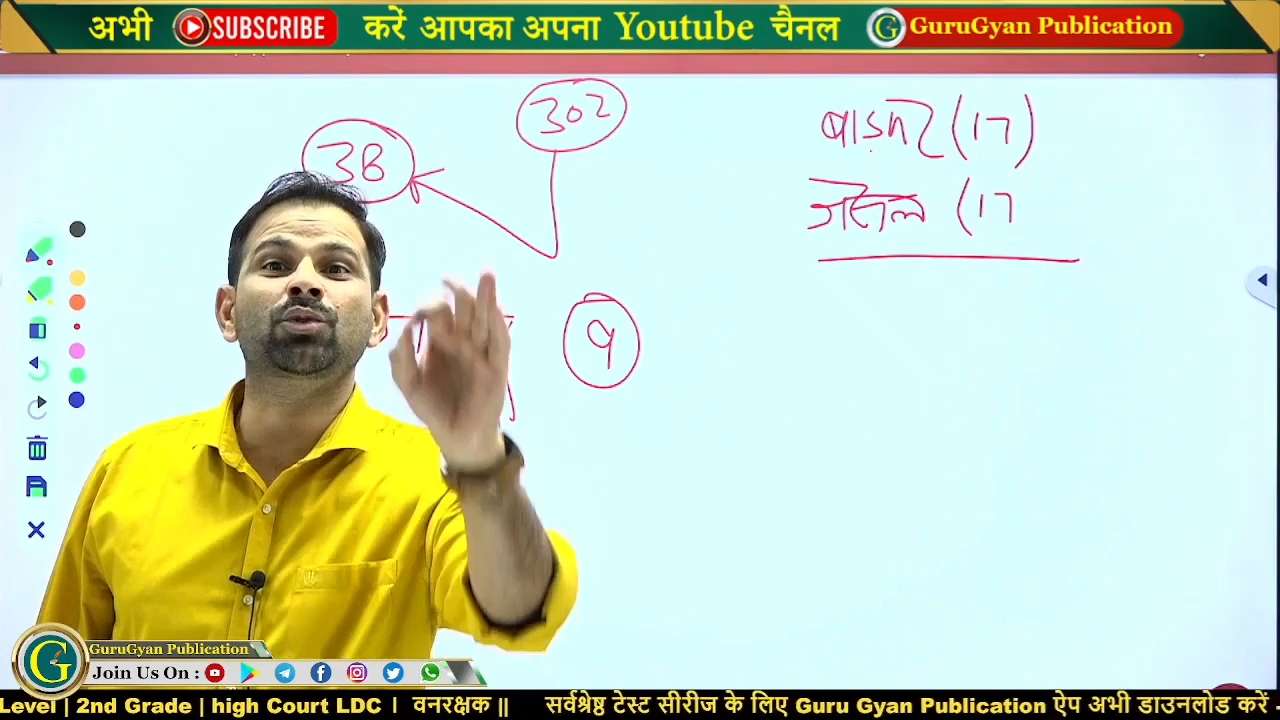 अभी SUBSCRIBE करें आपका अपना Youtube चैनल G GuruGyan Publication
302
38
बाड़मेर (17)
जैसल (17
9
G GuruGyan Publication
Join Us On :
Level | 2nd Grade | high Court LDC । वनरक्षक || सर्वश्रेष्ठ टेस्ट सीरीज के लिए Guru Gyan Publication ऐप अभी डाउनलोड करें